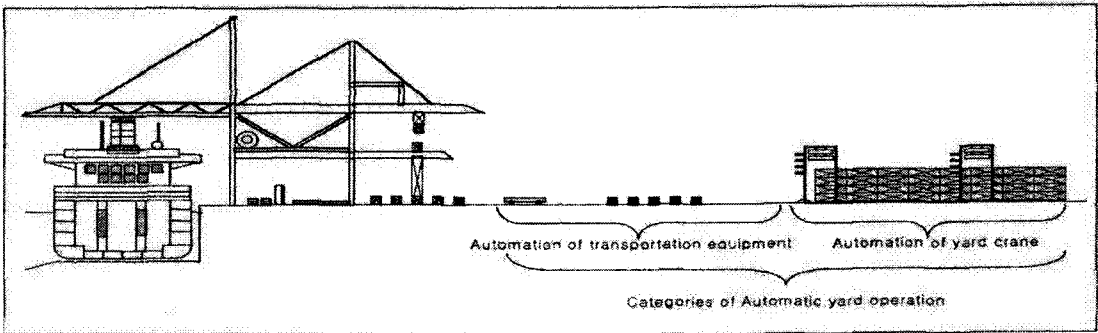 Automation of transportation equipment
Automation of yard crane
Categories of Automatic yard operation